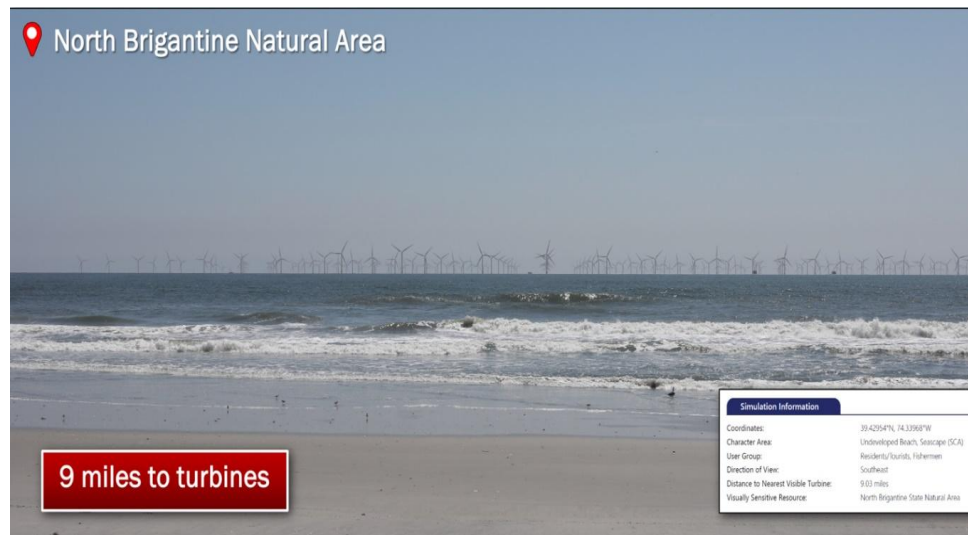 North Brigantine Natural Area
9 miles to turbines
Simulation Information
Coordinates: 39.42954°N, 74.33968°W
Character Area: Undeveloped Beach, Seascape (SCA)
User Group: Residents/Tourists, Fishermen
Direction of View: Southeast
Distance to Nearest Visible Turbine: 9.03 miles
Visually Sensitive Resource: North Brigantine State Natural Area